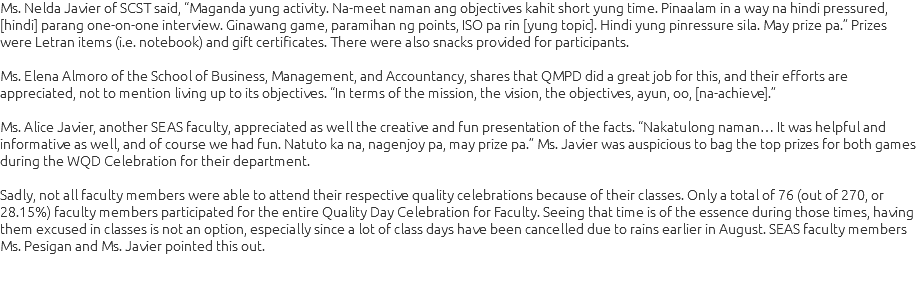 Ms. Nelda Javier of SCST said, “Maganda yung activity. Na-meet naman ang objectives kahit short yung time. Pinaalam in a way na hindi pressured,
[hindi] parang one-on-one interview. Ginawang game, paramihan ng points, ISO pa rin [yung topic]. Hindi yung pinressure sila. May prize pa.” Prizes
were Letran items (i.e. notebook) and gift certificates. There were also snacks provided for participants.

Ms. Elena Almoro of the School of Business, Management, and Accountancy, shares that QMPD did a great job for this, and their efforts are
appreciated, not to mention living up to its objectives. “In terms of the mission, the vision, the objectives, ayun, oo, [na-achieve].”

Ms. Alice Javier, another SEAS faculty, appreciated as well the creative and fun presentation of the facts. “Nakatulong naman… It was helpful and
informative as well, and of course we had fun. Natuto ka na, nagenjoy pa, may prize pa.” Ms. Javier was auspicious to bag the top prizes for both games
during the WQD Celebration for their department.

Sadly, not all faculty members were able to attend their respective quality celebrations because of their classes. Only a total of 76 (out of 270, or
28.15%) faculty members participated for the entire Quality Day Celebration for Faculty. Seeing that time is of the essence during those times, having
them excused in classes is not an option, especially since a lot of class days have been cancelled due to rains earlier in August. SEAS faculty members
Ms. Pesigan and Ms. Javier pointed this out.